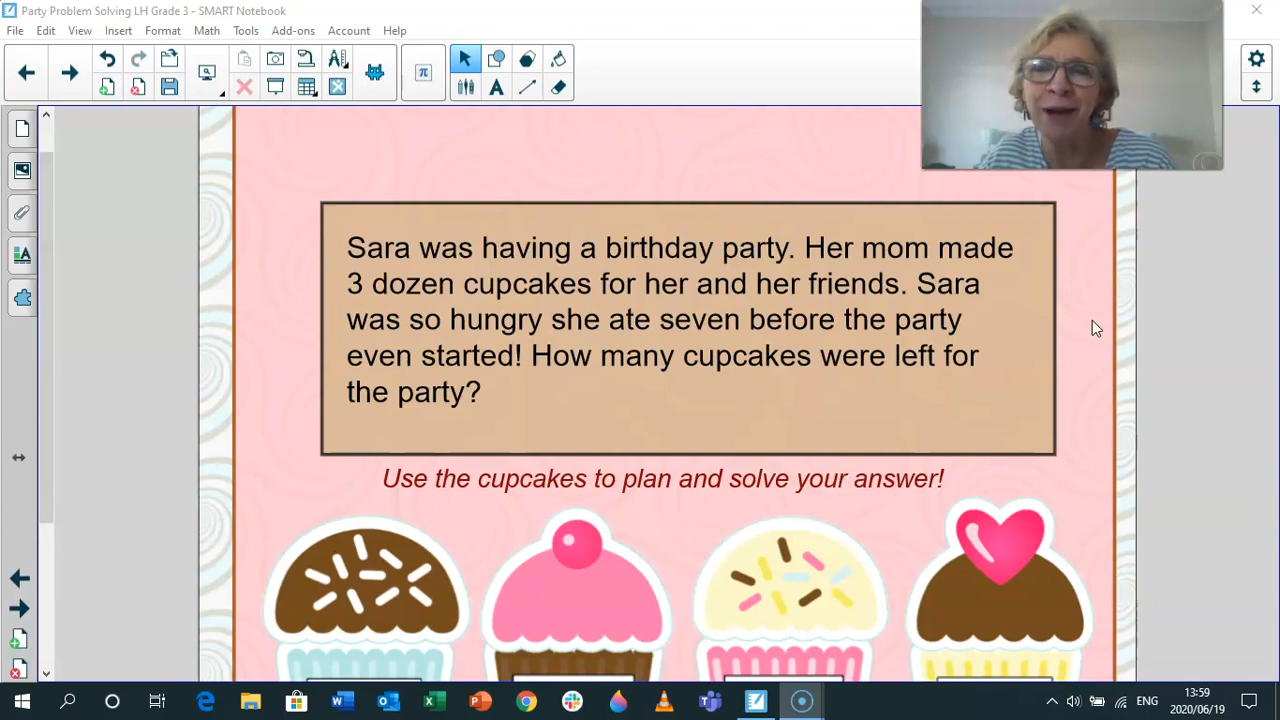 Party Problem Solving LH Grade 3 - SMART Notebook
File Edit View Insert Format Math Tools Add-ons Account Help
Sara was having a birthday party. Her mom made
3 dozen cupcakes for her and her friends. Sara
was so hungry she ate seven before the party
even started! How many cupcakes were left for
the party?
Use the cupcakes to plan and solve your answer!
ENG
13:59
2020/06/19